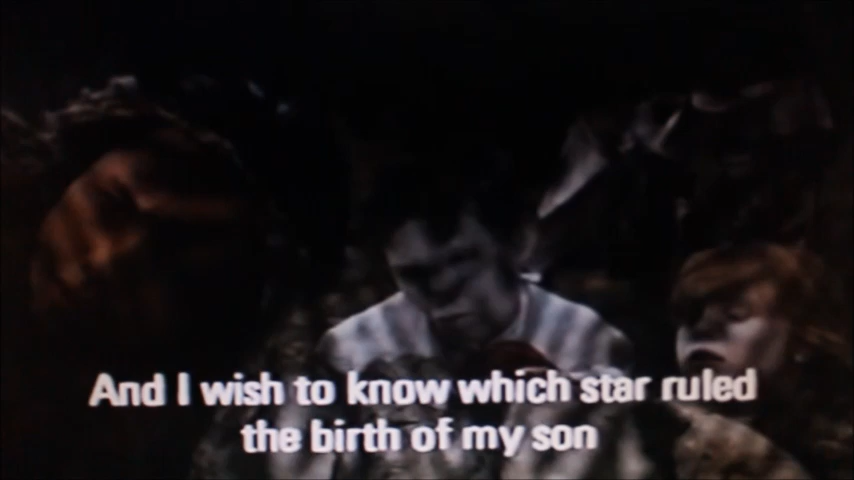 And I wish to know which star ruled
the birth of my son